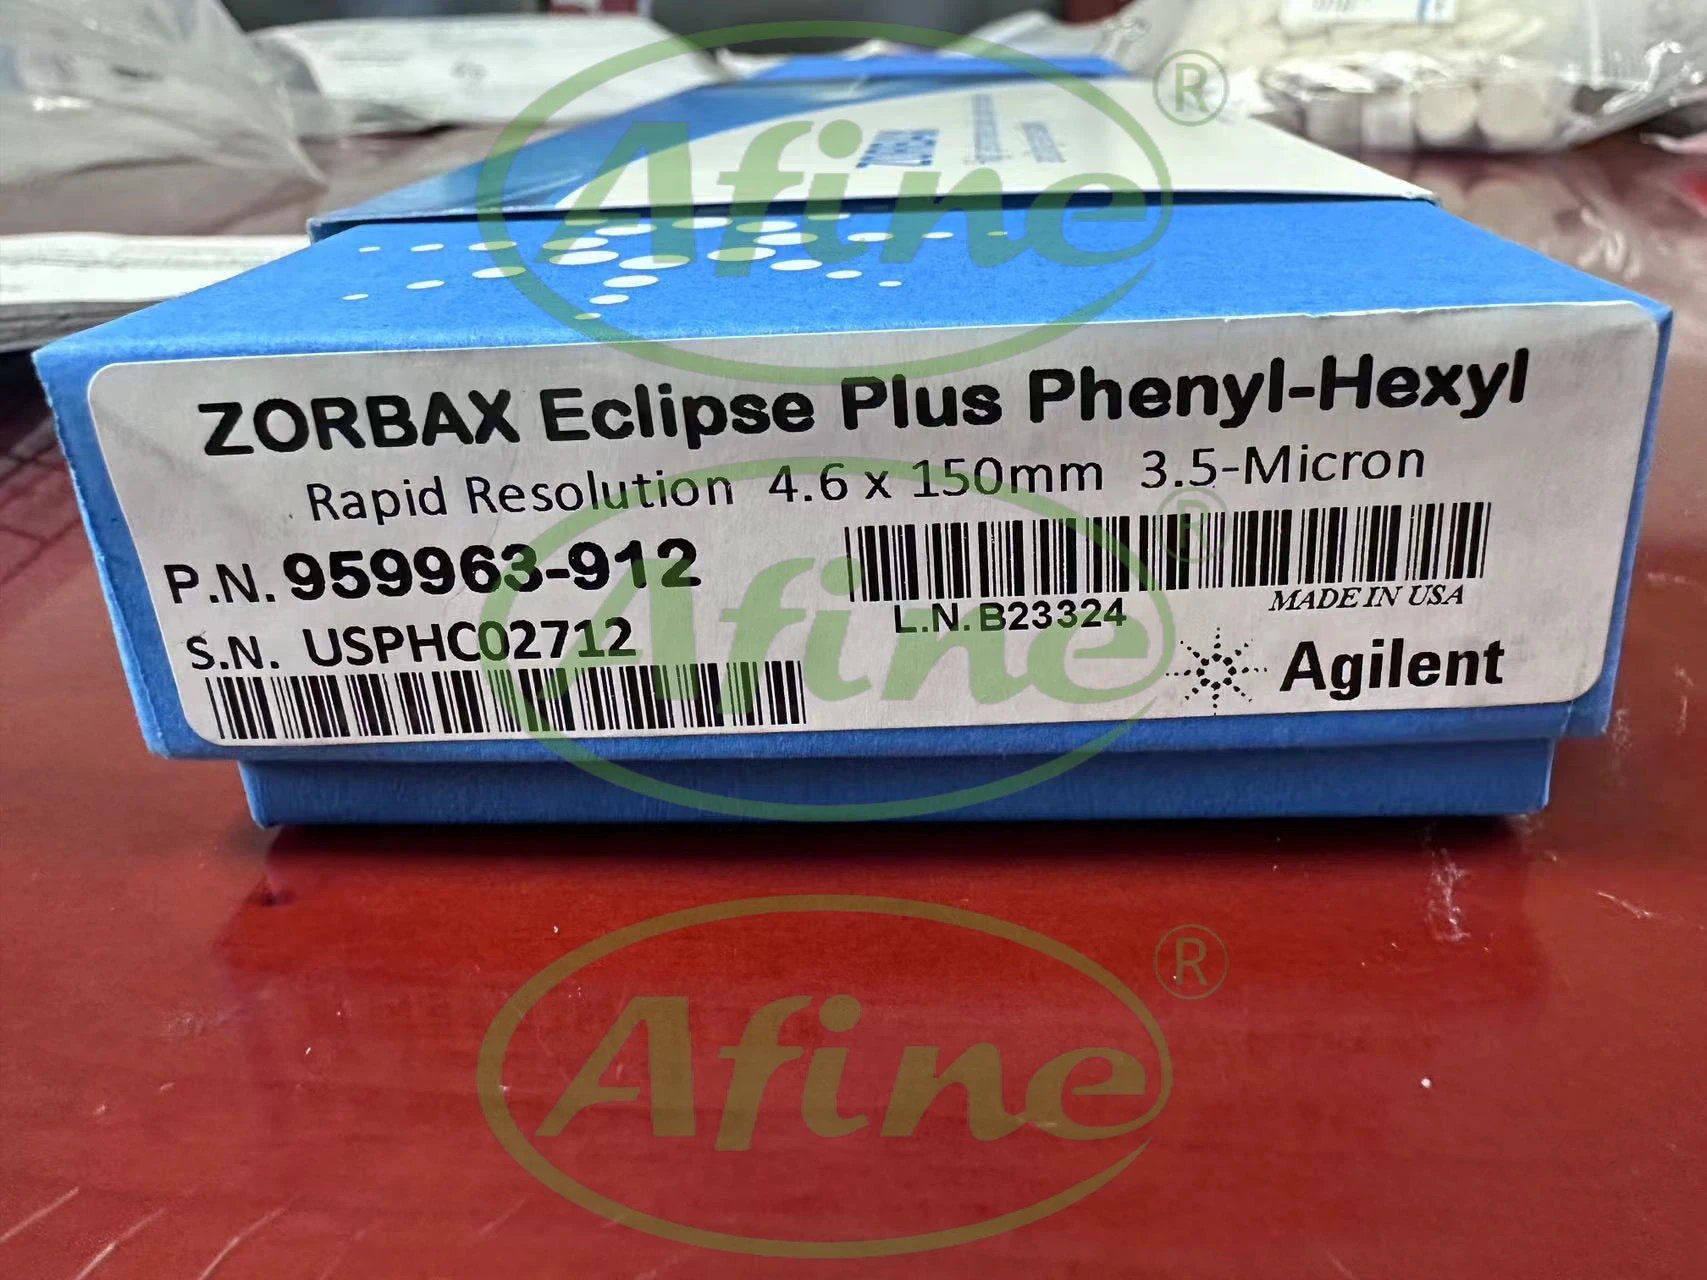 Afine ®
ZORBAX
ZORBAX Eclipse Plus Phenyl-Hexyl
Rapid Resolution 4.6 x 150mm 3.5-Micron
P.N. 959963-912
L.N. B23324
MADE IN USA
S.N. USPHC02712
Agilent
Afine ®
Afine ®